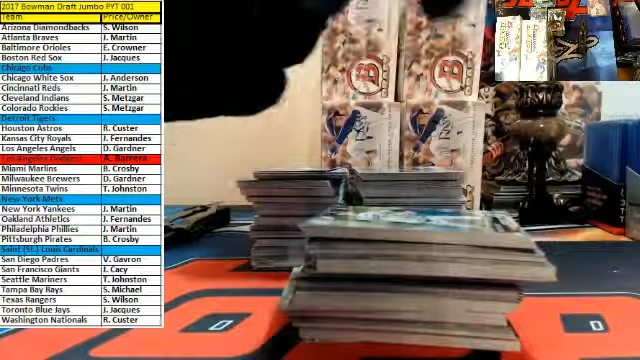 2017 Bowman Draft Jumbo PYT 001
Team Price/Owner
Arizona Diamondbacks S. Wilson
Atlanta Braves J. Martin
Baltimore Orioles E. Crowner
Boston Red Sox J. Jacques
Chicago Cubs
Chicago White Sox J. Anderson
Cincinnati Reds J. Martin
Cleveland Indians S. Metzgar
Colorado Rockies S. Metzgar
Detroit Tigers
Houston Astros R. Custer
Kansas City Royals J. Fernandes
Los Angeles Angels D. Gardner
Los Angeles Dodgers A. Barrera
Miami Marlins B. Crosby
Milwaukee Brewers D. Gardner
Minnesota Twins T. Johnston
New York Mets
New York Yankees J. Martin
Oakland Athletics J. Fernandes
Philadelphia Phillies J. Martin
Pittsburgh Pirates B. Crosby
Saint (St.) Louis Cardinals
San Diego Padres V. Gavron
San Francisco Giants J. Cacy
Seattle Mariners T. Johnston
Tampa Bay Rays S. Michael
Texas Rangers S. Wilson
Toronto Blue Jays J. Jacques
Washington Nationals R. Custer
B
B
0
0